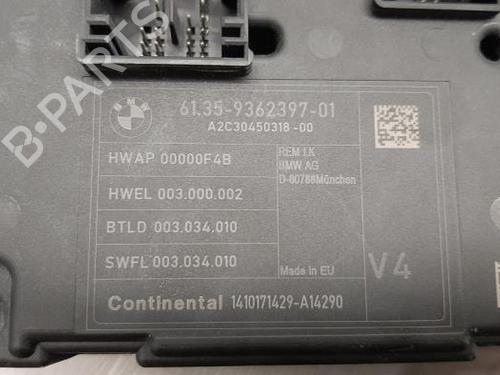 B-PARTS
BMW
61.35-9362397-01
A2C30450318-00
HWAP 00000F4B
HWEL 003.000.002
BTLD 003.034.010
SWFL 003.034.010
REM LK
BMW AG
D-80788München
Made in EU
V4
Continental 1410171429-A14290